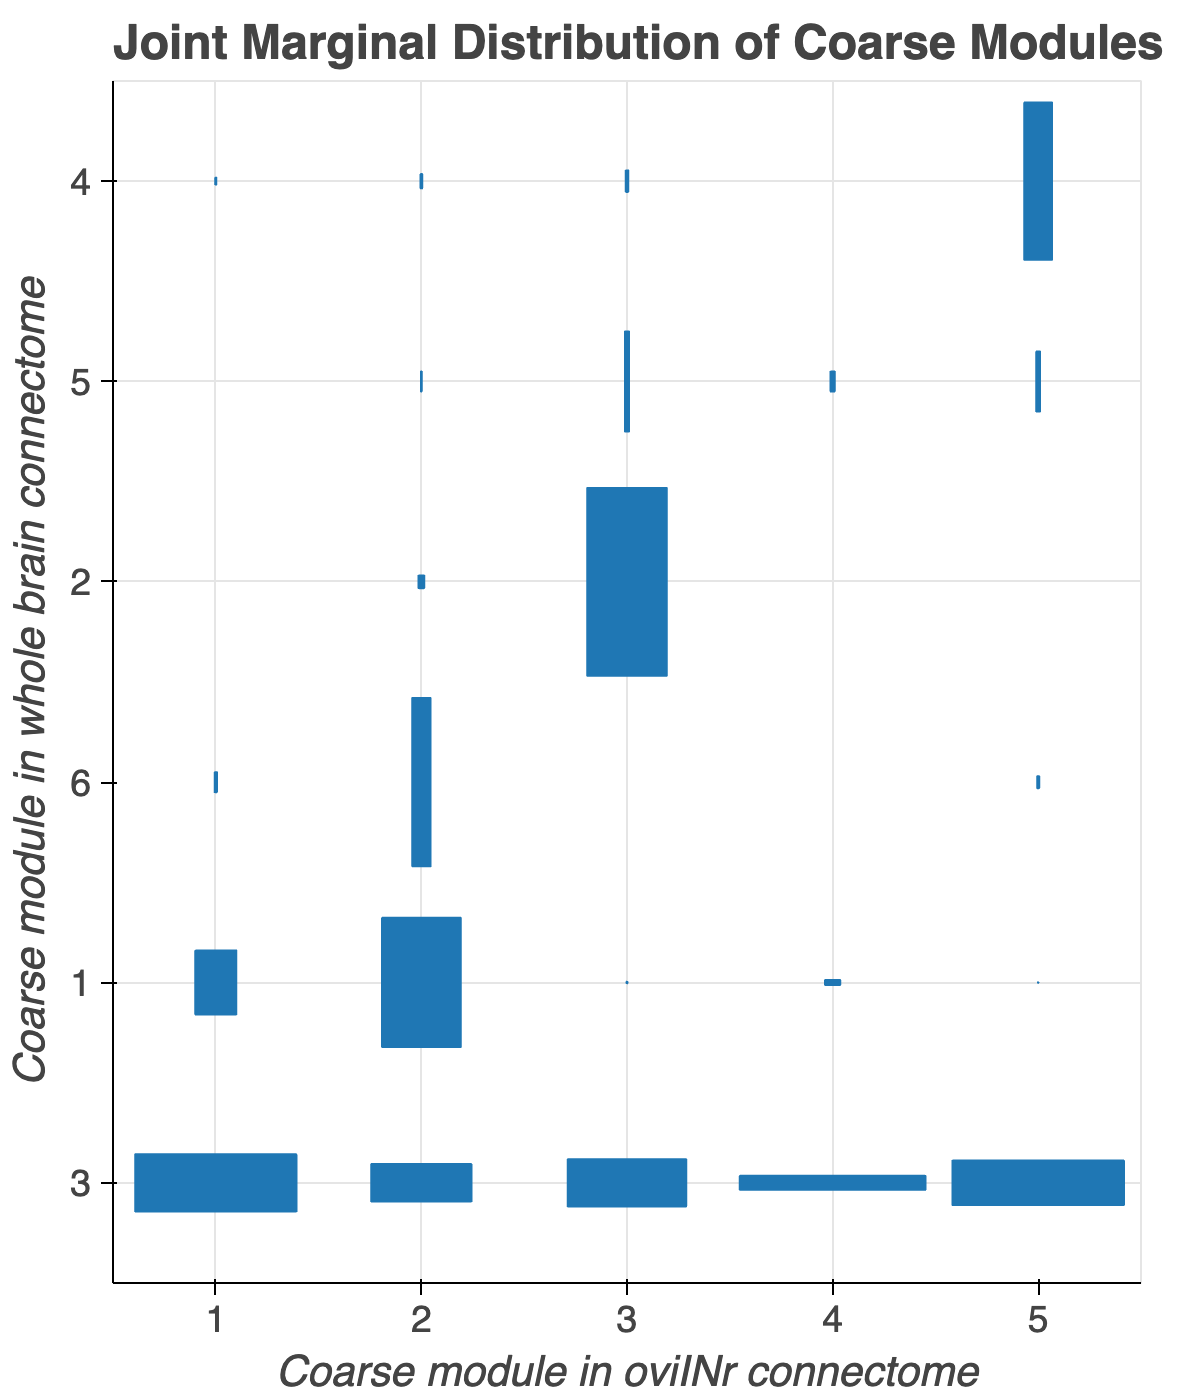 Joint Marginal Distribution of Coarse Modules
Coarse module in whole brain connectome
4
5
2
6
1
3
1 2 3 4 5
Coarse module in oviINr connectome